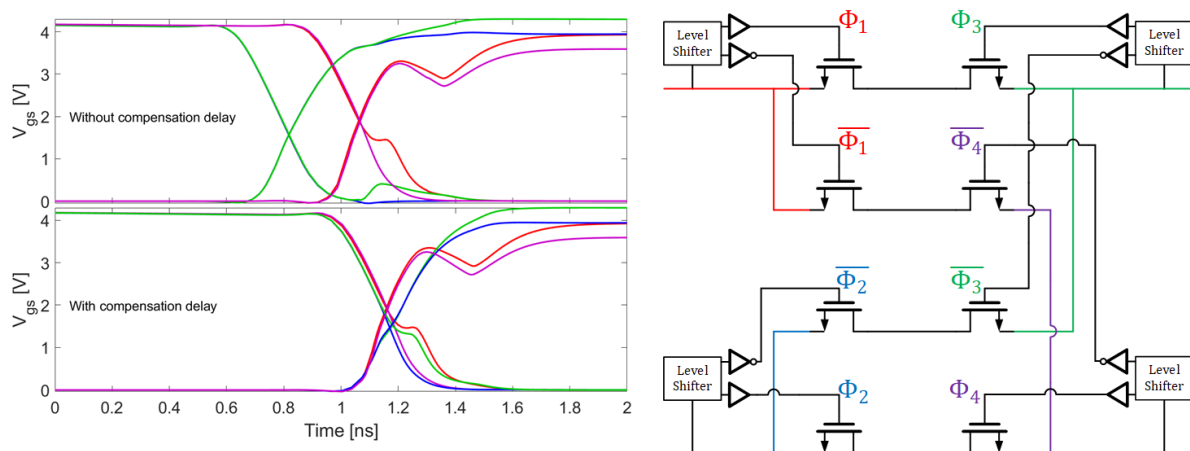 V_gs [V]
4
3
2
1
0
Without compensation delay
V_gs [V]
4
3
2
1
0
With compensation delay
0 0.2 0.4 0.6 0.8 1 1.2 1.4 1.6 1.8 2
Time [ns]
Level
Shifter
Φ1
Φ3
Level
Shifter
Φ̅1
Φ̅4
Φ̅2
Φ̅3
Level
Shifter
Φ2
Φ4
Level
Shifter